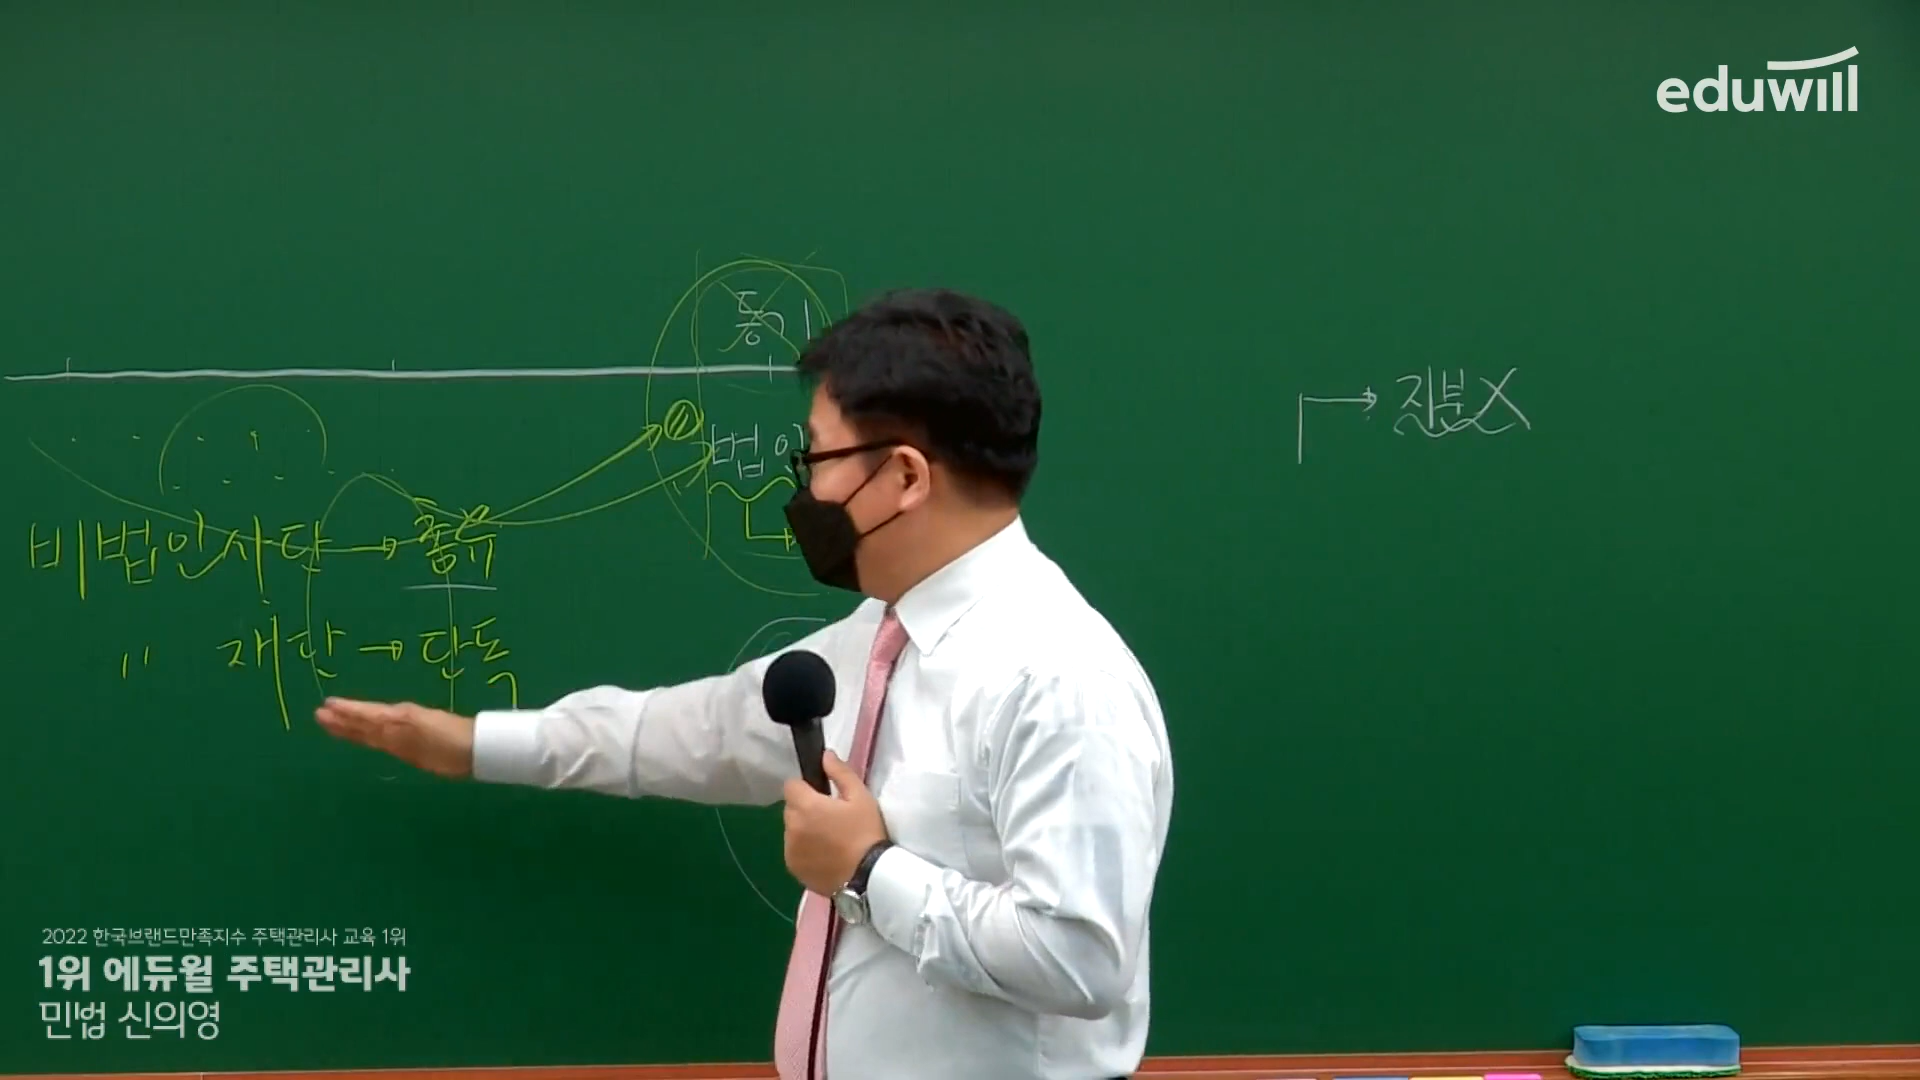 eduwill
등기
지분X
법인
비법인사단→총유
〃 재단→단독
2022 한국브랜드만족지수 주택관리사 교육 1위
1위 에듀윌 주택관리사
민법 신의영